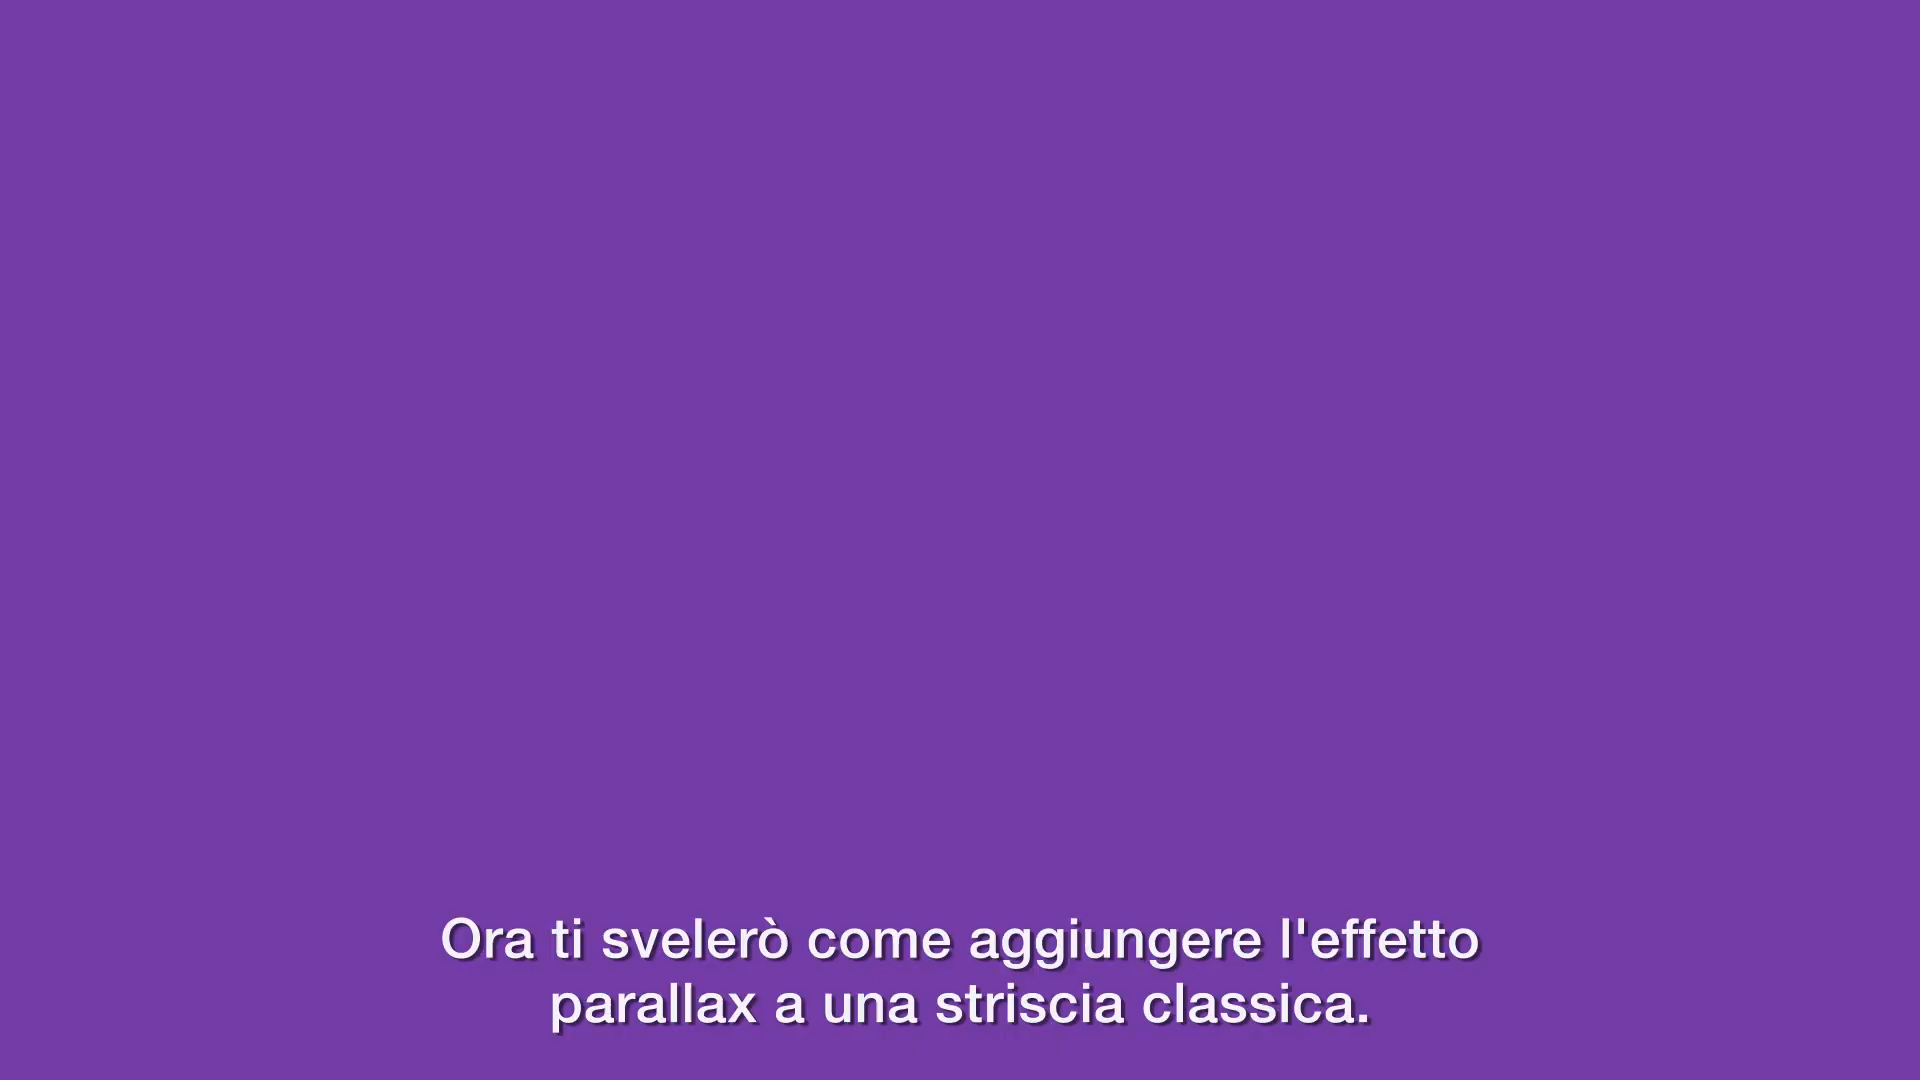 Ora ti svelerò come aggiungere l'effetto
parallax a una striscia classica.